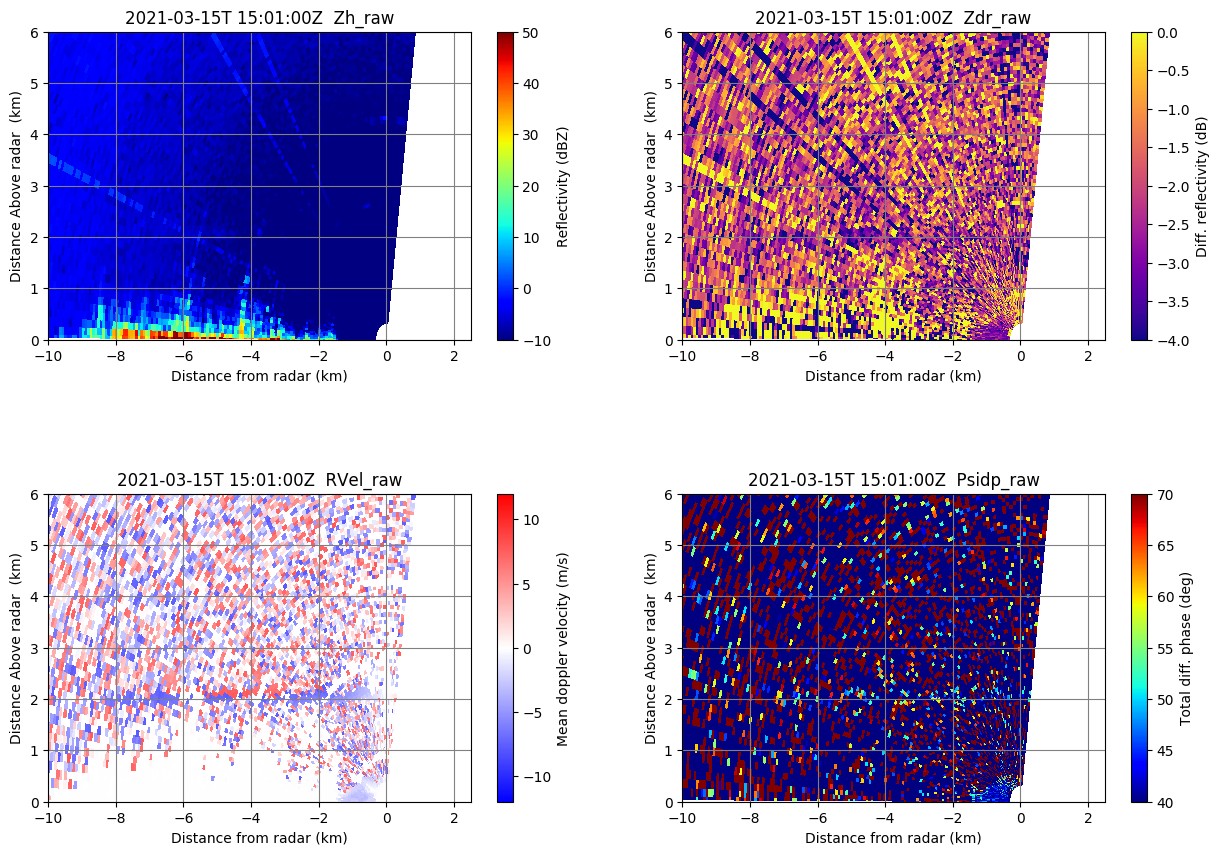 2021-03-15T 15:01:00Z  Zh_raw
6
5
4
3
2
1
0
Distance Above radar  (km)
−10 −8 −6 −4 −2 0 2
Distance from radar (km)
50
40
30
20
10
0
−10
Reflectivity (dBZ)
2021-03-15T 15:01:00Z  Zdr_raw
6
5
4
3
2
1
0
Distance Above radar  (km)
−10 −8 −6 −4 −2 0 2
Distance from radar (km)
0.0
−0.5
−1.0
−1.5
−2.0
−2.5
−3.0
−3.5
−4.0
Diff. reflectivity (dB)
2021-03-15T 15:01:00Z  RVel_raw
6
5
4
3
2
1
0
Distance Above radar  (km)
−10 −8 −6 −4 −2 0 2
Distance from radar (km)
10
5
0
−5
−10
Mean doppler velocity (m/s)
2021-03-15T 15:01:00Z  Psidp_raw
6
5
4
3
2
1
0
Distance Above radar  (km)
−10 −8 −6 −4 −2 0 2
Distance from radar (km)
70
65
60
55
50
45
40
Total diff. phase (deg)